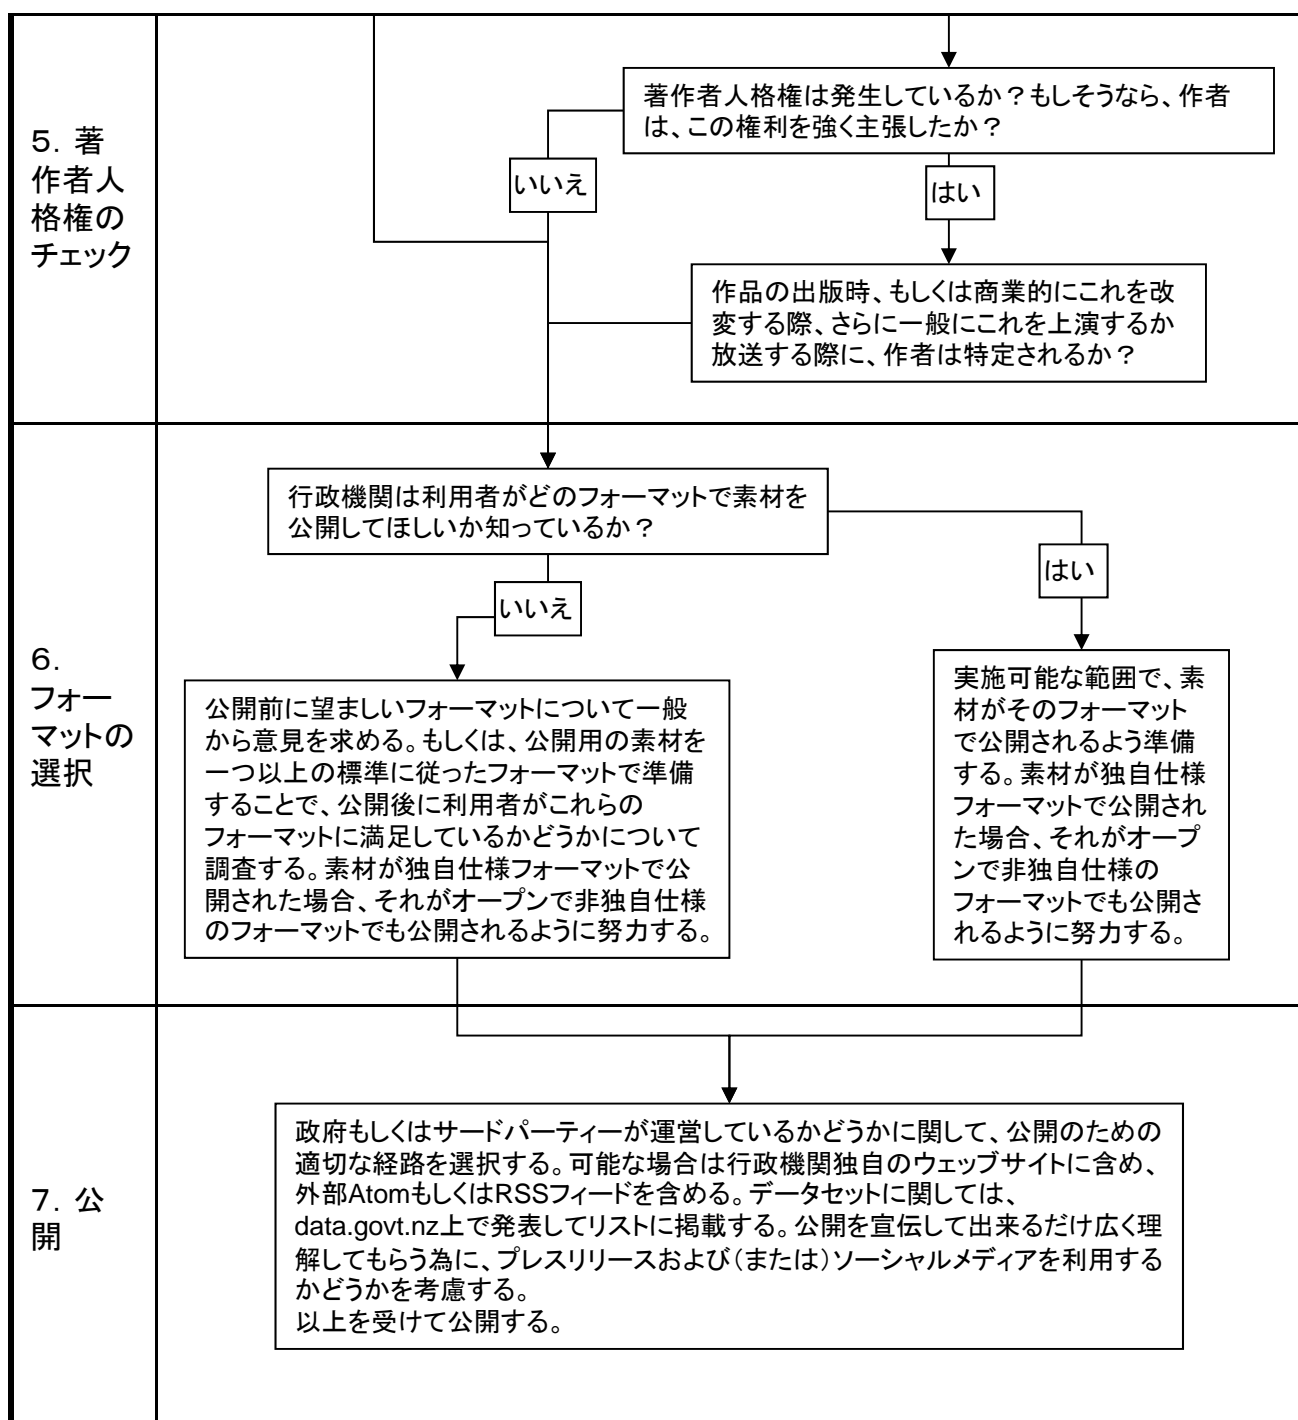 5. 著
作者人
格権の
チェック
著作者人格権は発生しているか？もしそうなら、作者
は、この権利を強く主張したか？
いいえ
はい
作品の出版時、もしくは商業的にこれを改
変する際、さらに一般にこれを上演するか
放送する際に、作者は特定されるか？
6.
フォー
マットの
選択
行政機関は利用者がどのフォーマットで素材を
公開してほしいか知っているか？
いいえ
はい
公開前に望ましいフォーマットについて一般
から意見を求める。もしくは、公開用の素材を
一つ以上の標準に従ったフォーマットで準備
することで、公開後に利用者がこれらの
フォーマットに満足しているかどうかについて
調査する。素材が独自仕様フォーマットで公
開された場合、それがオープンで非独自仕様
のフォーマットでも公開されるように努力する。
実施可能な範囲で、素
材がそのフォーマット
で公開されるよう準備
する。素材が独自仕様
フォーマットで公開され
た場合、それがオープ
ンで非独自仕様の
フォーマットでも公開さ
れるように努力する。
7. 公
開
政府もしくはサードパーティーが運営しているかどうかに関して、公開のための
適切な経路を選択する。可能な場合は行政機関独自のウェッブサイトに含め、
外部AtomもしくはRSSフィードを含める。データセットに関しては、
data.govt.nz上で発表してリストに掲載する。公開を宣伝して出来るだけ広く理
解してもらう為に、プレスリリースおよび（または）ソーシャルメディアを利用する
かどうかを考慮する。
以上を受けて公開する。